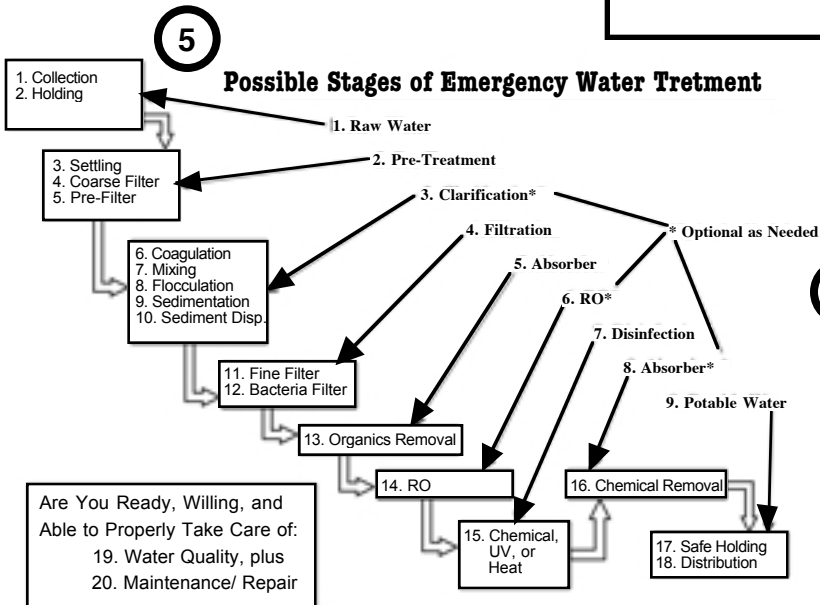 5
Possible Stages of Emergency Water Tretment
1. Collection
2. Holding
1. Raw Water
3. Settling
4. Coarse Filter
5. Pre-Filter
2. Pre-Treatment
3. Clarification*
4. Filtration
* Optional as Needed
6. Coagulation
7. Mixing
8. Flocculation
9. Sedimentation
10. Sediment Disp.
5. Absorber
6. RO*
7. Disinfection
8. Absorber*
9. Potable Water
11. Fine Filter
12. Bacteria Filter
13. Organics Removal
14. RO
16. Chemical Removal
15. Chemical,
UV, or
Heat
17. Safe Holding
18. Distribution
Are You Ready, Willing, and
Able to Properly Take Care of:
19. Water Quality, plus
20. Maintenance/ Repair